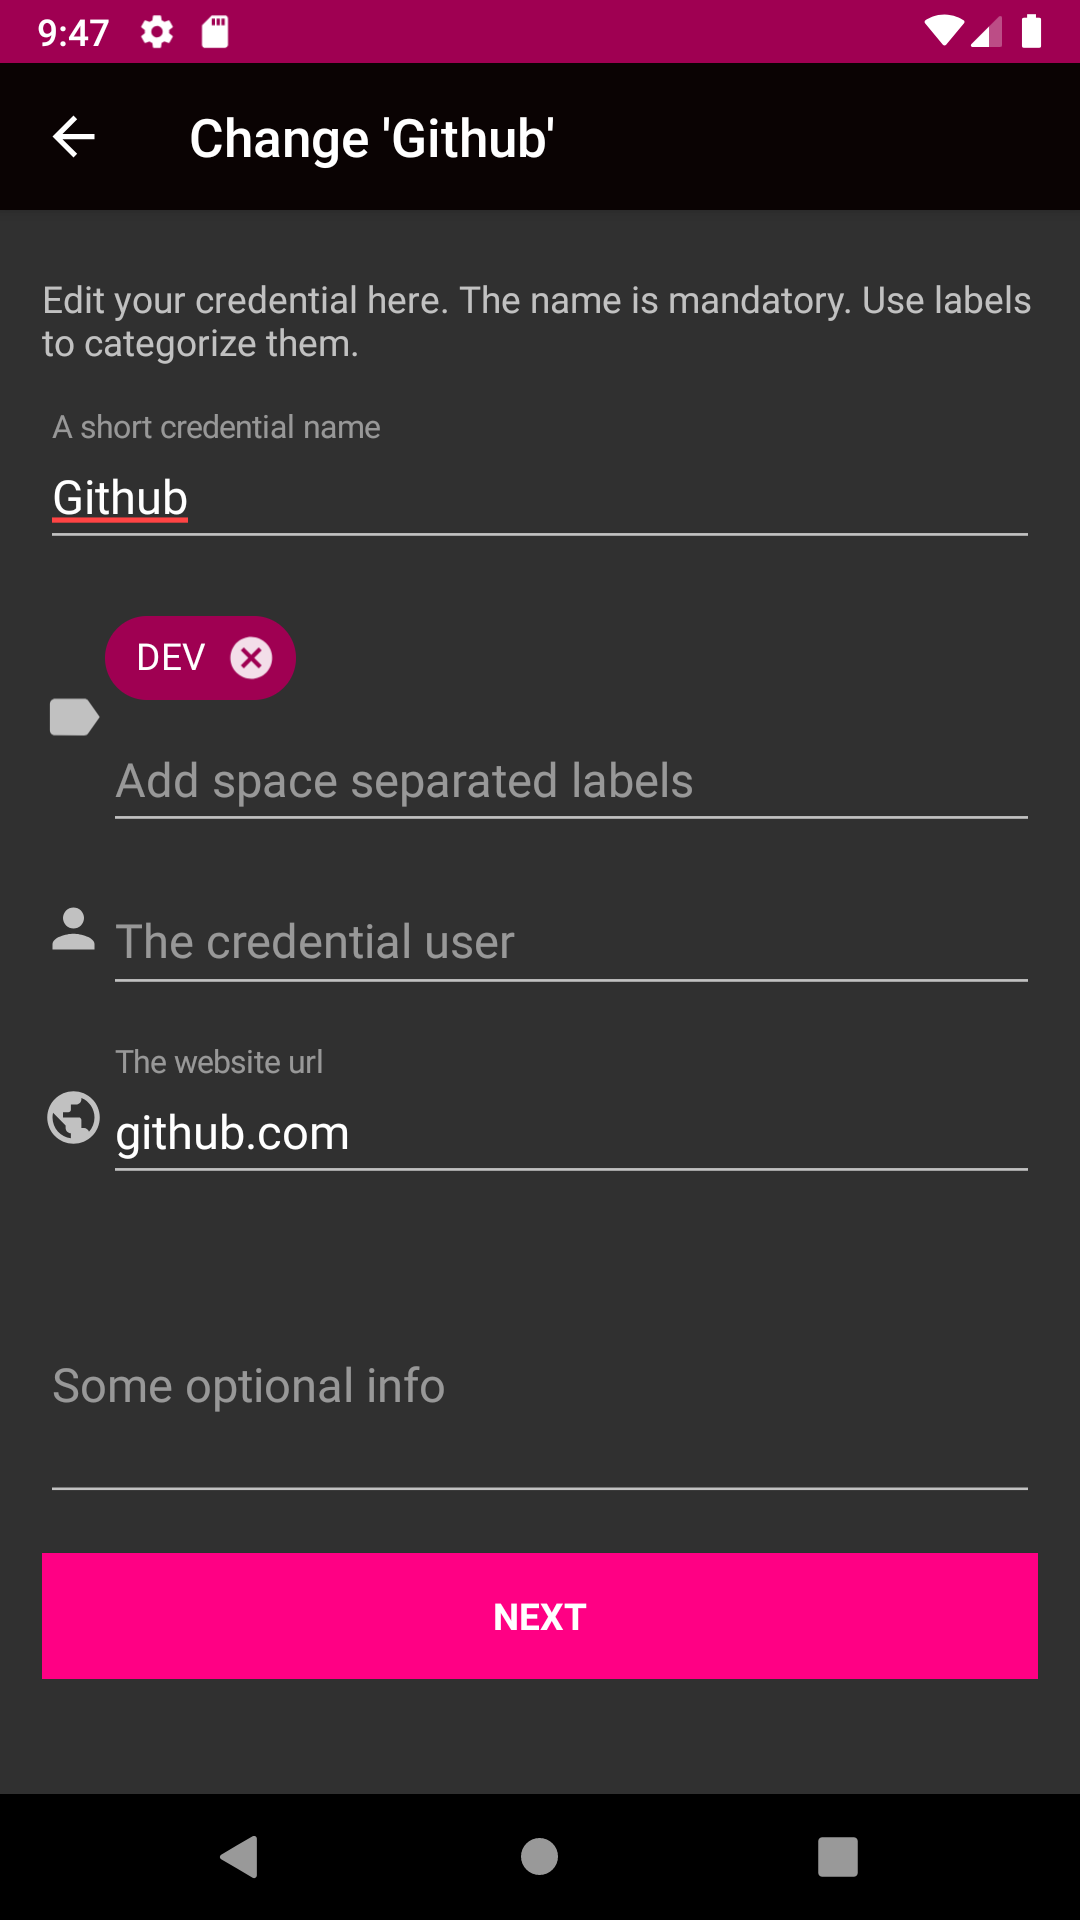 9:47
Change 'Github'
Edit your credential here. The name is mandatory. Use labels
to categorize them.
A short credential name
Github
DEV
Add space separated labels
The credential user
The website url
github.com
Some optional info
NEXT